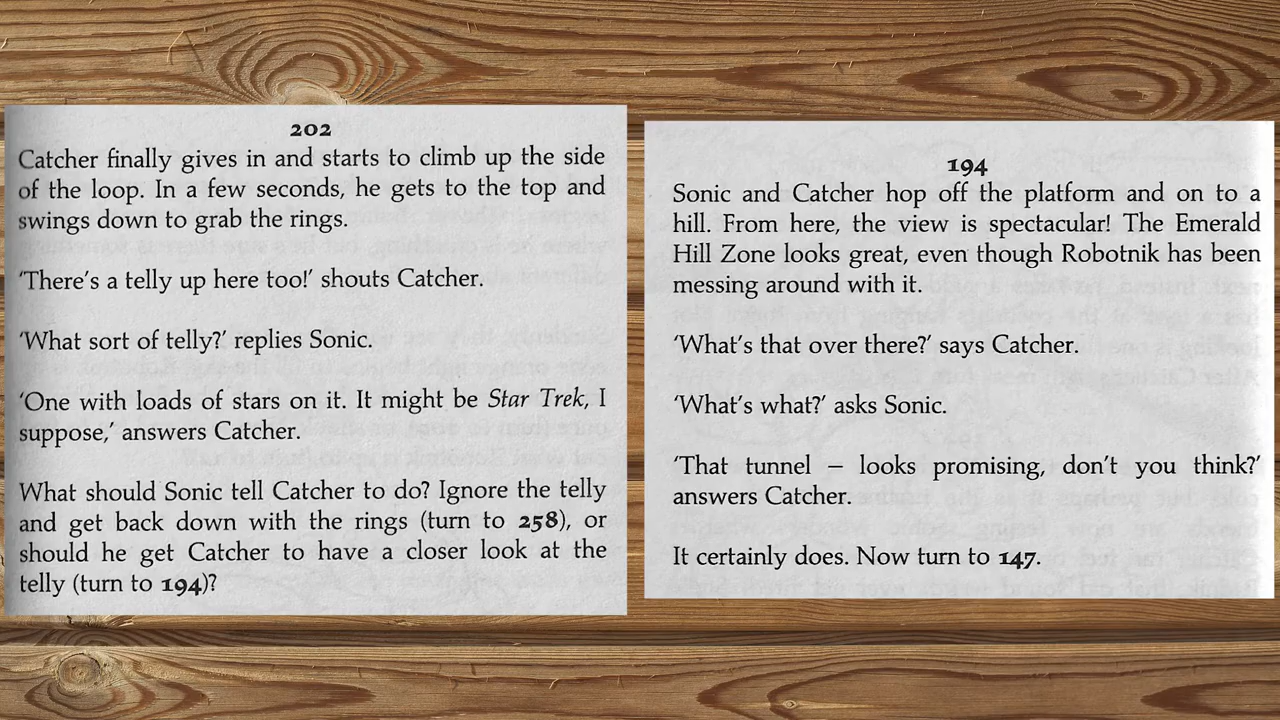 202
Catcher finally gives in and starts to climb up the side
of the loop. In a few seconds, he gets to the top and
swings down to grab the rings.
‘There’s a telly up here too!’ shouts Catcher.
‘What sort of telly?’ replies Sonic.
‘One with loads of stars on it. It might be Star Trek, I
suppose,’ answers Catcher.
What should Sonic tell Catcher to do? Ignore the telly
and get back down with the rings (turn to 258), or
should he get Catcher to have a closer look at the
telly (turn to 194)?
194
Sonic and Catcher hop off the platform and on to a
hill. From here, the view is spectacular! The Emerald
Hill Zone looks great, even though Robotnik has been
messing around with it.
‘What’s that over there?’ says Catcher.
‘What’s what?’ asks Sonic.
‘That tunnel – looks promising, don’t you think?’
answers Catcher.
It certainly does. Now turn to 147.